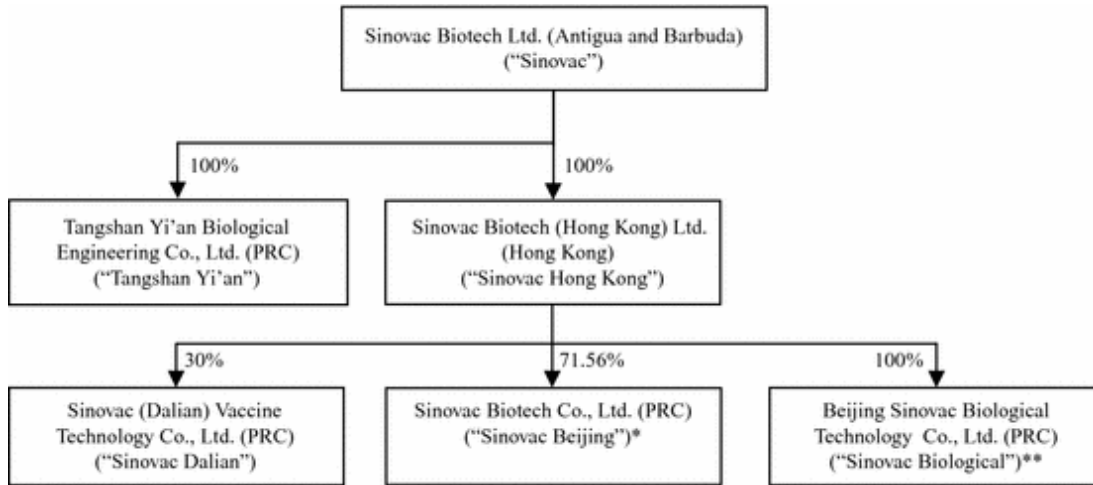 Sinovac Biotech Ltd. (Antigua and Barbuda)
(“Sinovac”)
100%
100%
Tangshan Yi’an Biological
Engineering Co., Ltd. (PRC)
(“Tangshan Yi’an”)
Sinovac Biotech (Hong Kong) Ltd.
(Hong Kong)
(“Sinovac Hong Kong”)
30%
71.56%
100%
Sinovac (Dalian) Vaccine
Technology Co., Ltd. (PRC)
(“Sinovac Dalian”)
Sinovac Biotech Co., Ltd. (PRC)
(“Sinovac Beijing”)*
Beijing Sinovac Biological
Technology Co., Ltd. (PRC)
(“Sinovac Biological”)**